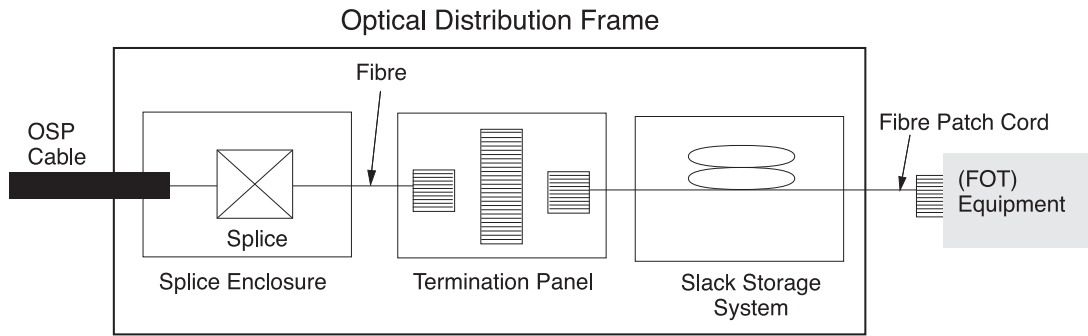 Optical Distribution Frame
Fibre
OSP
Cable
Fibre Patch Cord
(FOT)
Equipment
Splice
Splice Enclosure
Termination Panel
Slack Storage
System